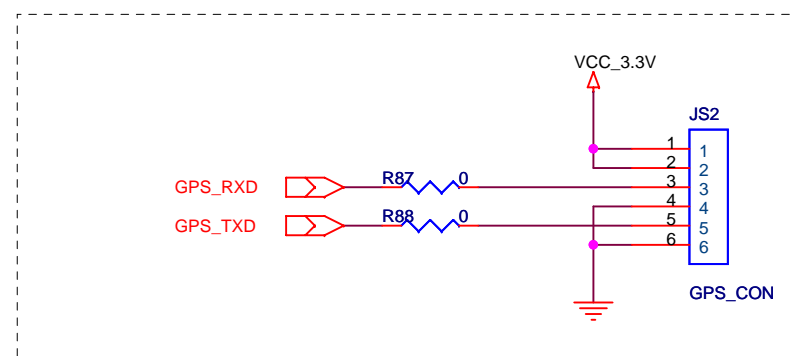 VCC_3.3V
JS2
1 1
2 2
GPS_RXD R87 0 3 3
4 4
GPS_TXD R88 0 5 5
6 6
GPS_CON